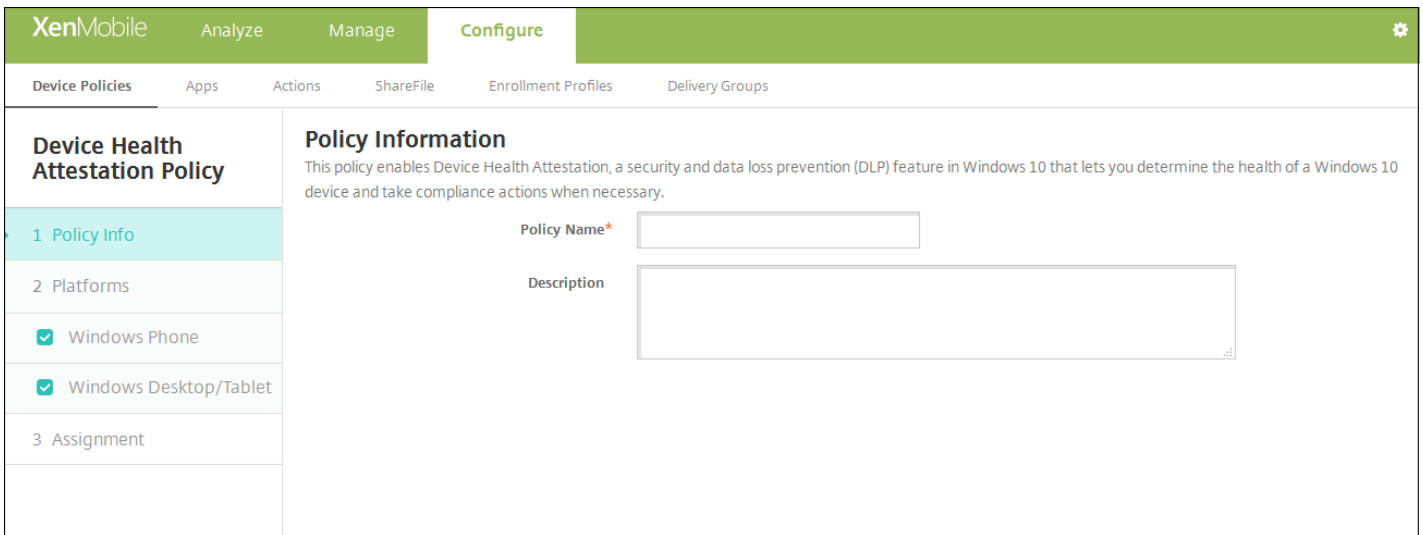 XenMobile Analyze Manage Configure
Device Policies Apps Actions ShareFile Enrollment Profiles Delivery Groups
Device Health
Attestation Policy
1 Policy Info
2 Platforms
Windows Phone
Windows Desktop/Tablet
3 Assignment
Policy Information
This policy enables Device Health Attestation, a security and data loss prevention (DLP) feature in Windows 10 that lets you determine the health of a Windows 10
device and take compliance actions when necessary.
Policy Name*
Description